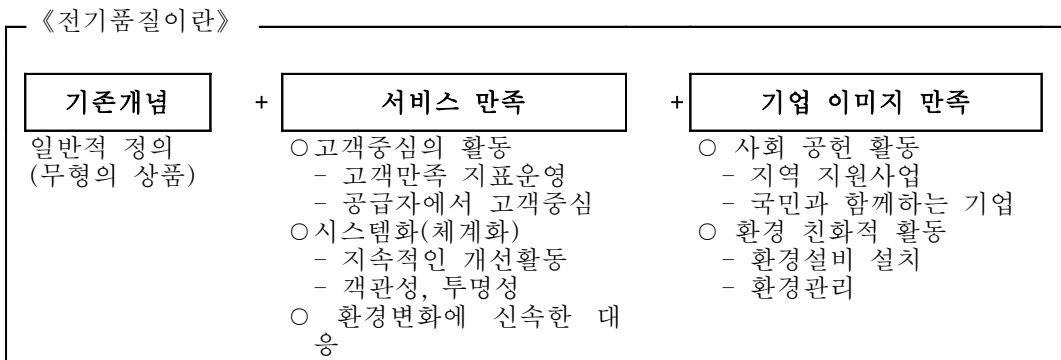 《전기품질이란》
기존개념 + 서비스 만족 + 기업 이미지 만족
일반적 정의
(무형의 상품)
○고객중심의 활동
- 고객만족 지표운영
- 공급자에서 고객중심
○시스템화(체계화)
- 지속적인 개선활동
- 객관성, 투명성
○ 환경변화에 신속한 대
응
○ 사회 공헌 활동
- 지역 지원사업
- 국민과 함께하는 기업
○ 환경 친화적 활동
- 환경설비 설치
- 환경관리